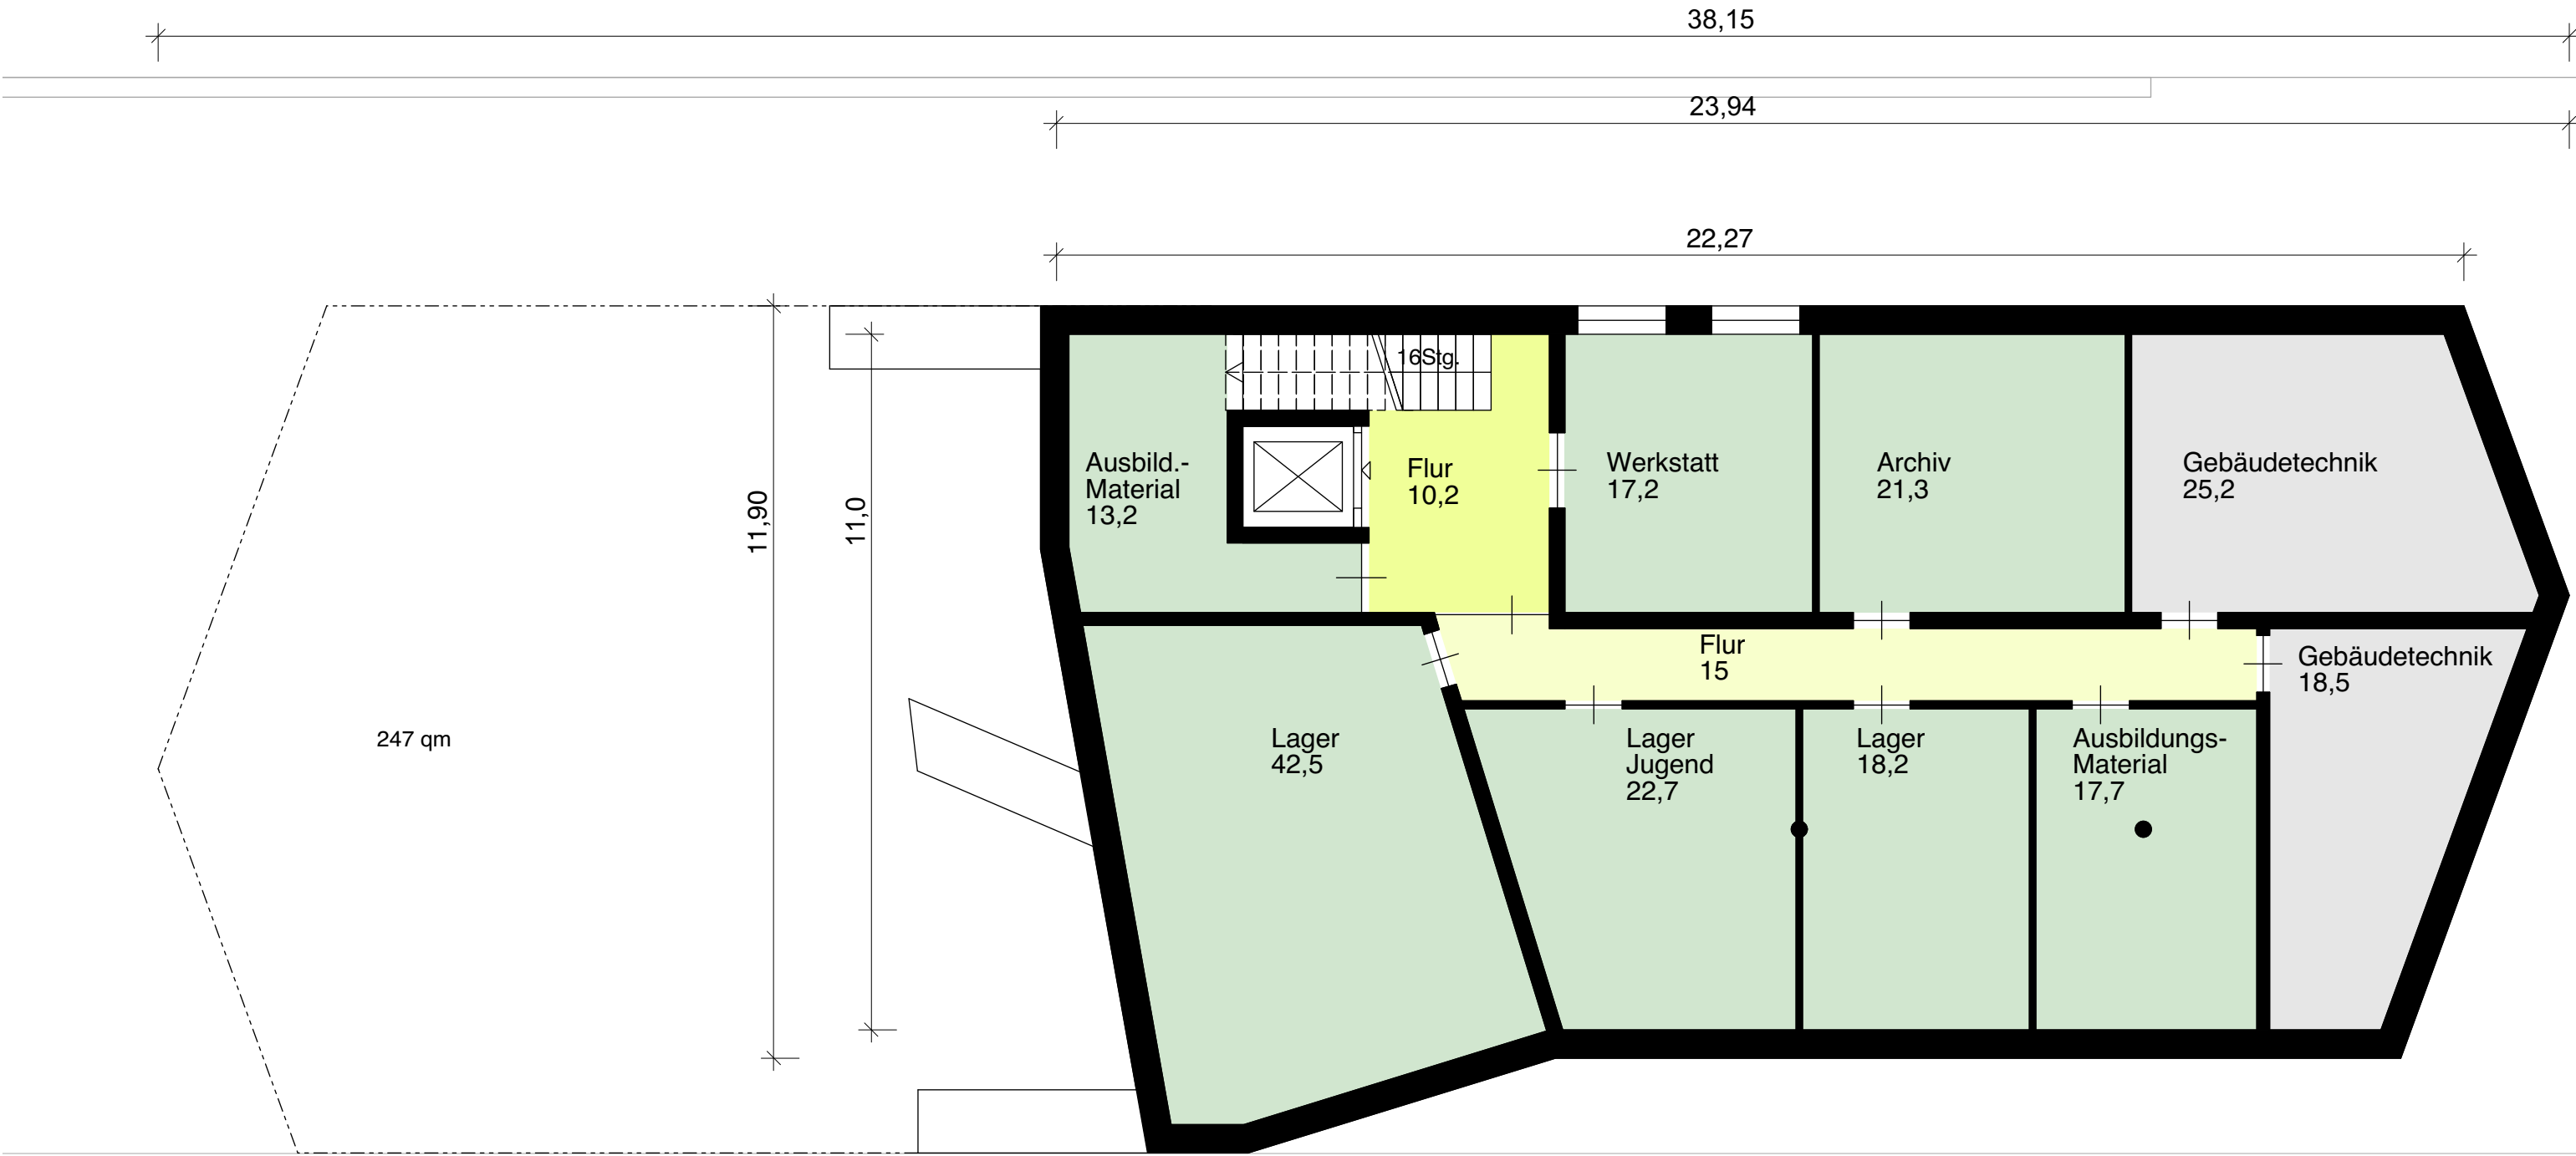 38,15
23,94
22,27
16Stg.
Ausbild.-
Material
13,2
Flur
10,2
Werkstatt
17,2
Archiv
21,3
Gebäudetechnik
25,2
11,90
11,0
Flur
15
Gebäudetechnik
18,5
247 qm
Lager
42,5
Lager
Jugend
22,7
Lager
18,2
Ausbildungs-
Material
17,7